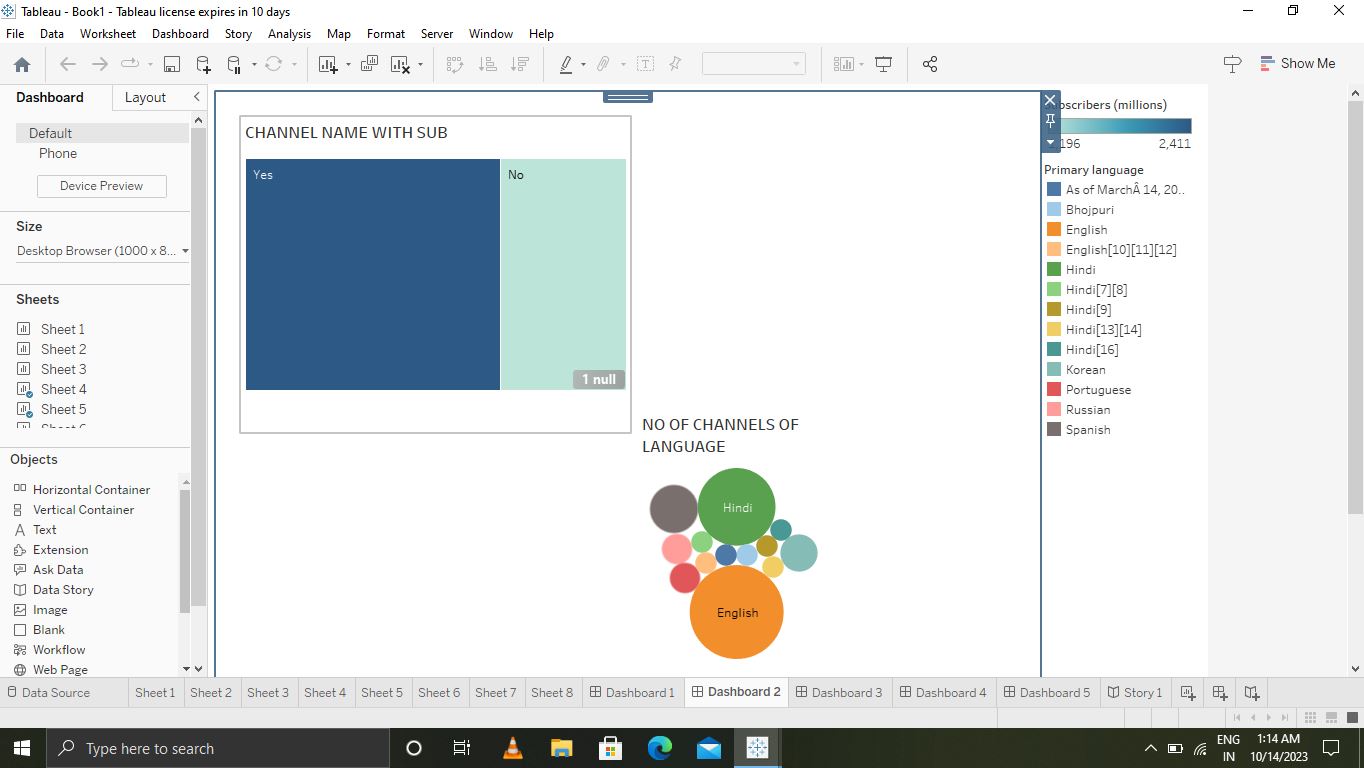 Tableau - Book1 - Tableau license expires in 10 days
File Data Worksheet Dashboard Story Analysis Map Format Server Window Help
Show Me
Dashboard Layout
Default
Phone
Device Preview
Size
Desktop Browser (1000 x 8...
Sheets
Sheet 1
Sheet 2
Sheet 3
Sheet 4
Sheet 5
Objects
Horizontal Container
Vertical Container
Text
Extension
Ask Data
Data Story
Image
Blank
Workflow
Web Page
CHANNEL NAME WITH SUB
Yes
No
1 null
NO OF CHANNELS OF
LANGUAGE
Hindi
English
(millions)
2,411
Primary language
As of MarchÂ 14, 20..
Bhojpuri
English
English[10][11][12]
Hindi
Hindi[7][8]
Hindi[9]
Hindi[13][14]
Hindi[16]
Korean
Portuguese
Russian
Spanish
Data Source Sheet 1 Sheet 2 Sheet 3 Sheet 4 Sheet 5 Sheet 6 Sheet 7 Sheet 8 Dashboard 1 Dashboard 2 Dashboard 3 Dashboard 4 Dashboard 5 Story 1
Type here to search
ENG
IN
1:14 AM
10/14/2023